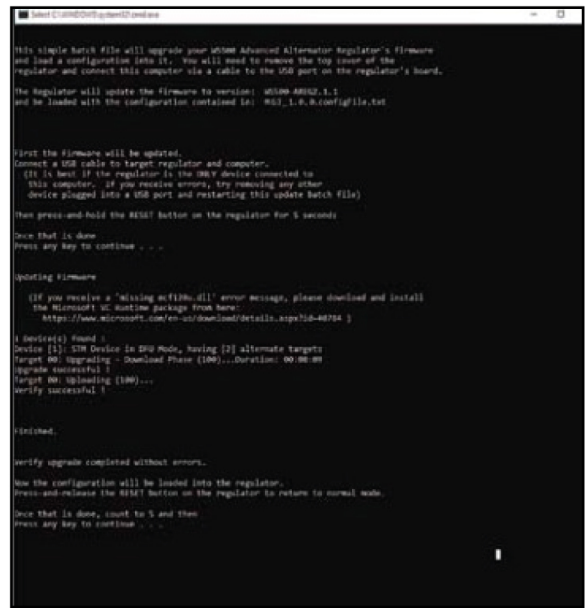 Select C:\WINDOWS\system32\cmd.exe
This simple batch file will upgrade your WS500 Advanced Alternator Regulator's firmware
and load a configuration into it. You will need to remove the top cover of the
regulator and connect this computer via a cable to the USB port on the regulator's board.
The Regulator will update the firmware to version: WS500-AREG2.1.1
and be loaded with the configuration contained in: MG3_1.0.0.configfile.txt
First the firmware will be updated.
Connect a USB cable to target regulator and computer.
(It is best if the regulator is the ONLY device connected to
this computer. if you receive errors, try removing any other
device plugged into a USB port and restarting this update batch file)
Then press-and-hold the RESET button on the regulator for 5 seconds
Once that is done
Press any key to continue . . .
Updating Firmware
(If you receive a 'missing mcf120u.dll' error message, please download and install
the Microsoft VC Runtime package from here:
https://www.microsoft.com/en-us/download/details.aspx?id=48784 )
1 Device(s) found :
Device [1]: STM Device in DFU Mode, having [2] alternate targets
Target 00: Upgrading - Download Phase (100)...Duration: 00:00:
Upgrade successful !
Target 00: Uploading (100)...
Verify successful !
Finished.
Verify upgrade completed without errors.
Now the configuration will be loaded into the regulator.
Press-and-release the RESET button on the regulator to return to normal mode.
Once that is done, count to 5 and then
Press any key to continue . . .